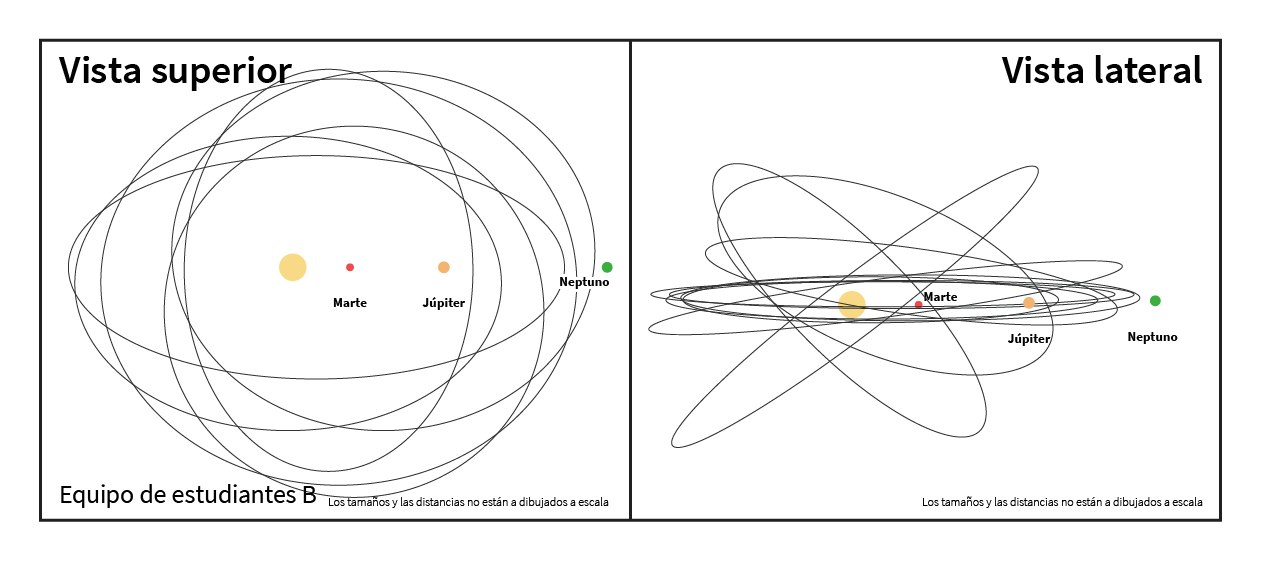 Vista superior
Neptuno
Marte
Júpiter
Equipo de estudiantes B
Los tamaños y las distancias no están a dibujados a escala
Vista lateral
Marte
Júpiter
Neptuno
Los tamaños y las distancias no están a dibujados a escala